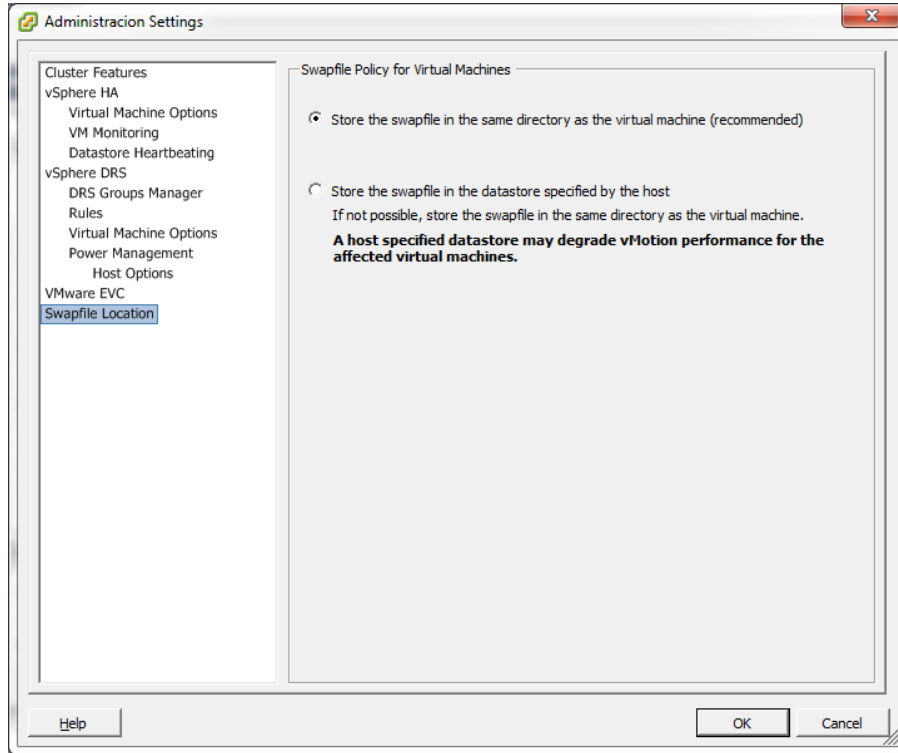 Administracion Settings
Cluster Features
vSphere HA
Virtual Machine Options
VM Monitoring
Datastore Heartbeating
vSphere DRS
DRS Groups Manager
Rules
Virtual Machine Options
Power Management
Host Options
VMware EVC
Swapfile Location
Swapfile Policy for Virtual Machines
Store the swapfile in the same directory as the virtual machine (recommended)
Store the swapfile in the datastore specified by the host
If not possible, store the swapfile in the same directory as the virtual machine.
A host specified datastore may degrade vMotion performance for the
affected virtual machines.
Help
OK
Cancel